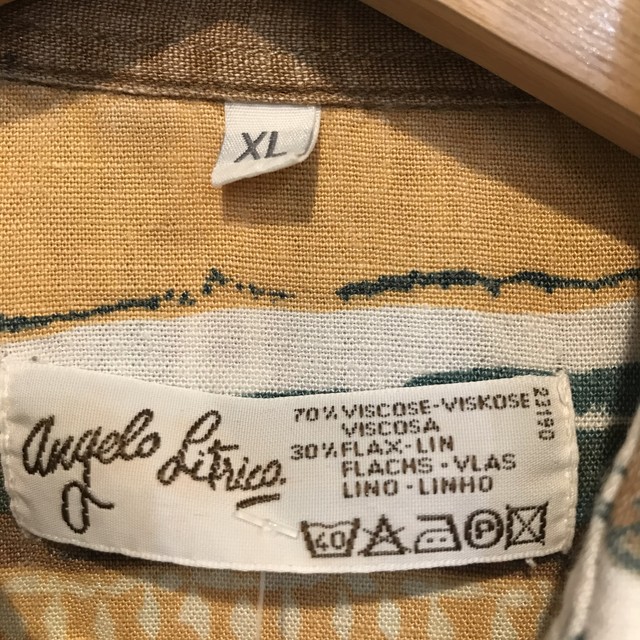 XL
Angelo Litrico.
70% VISCOSE-VISKOSE
VISCOSA
30% FLAX-LIN
FLACHS-VLAS
LINO-LINHO
23190
40
P